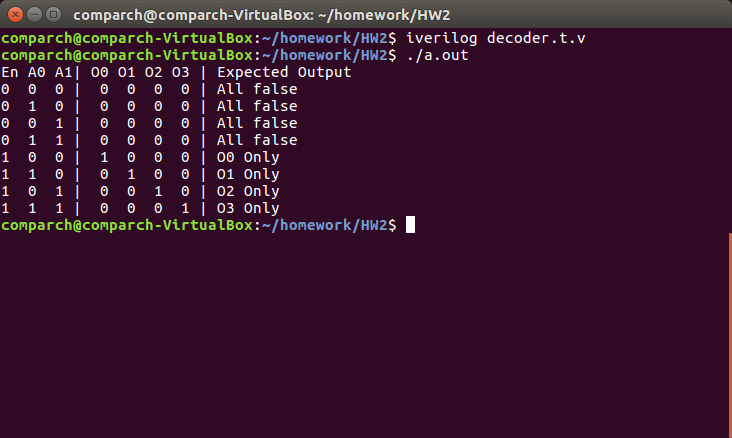 comparch@comparch-VirtualBox: ~/homework/HW2
comparch@comparch-VirtualBox:~/homework/HW2$ iverilog decoder.t.v
comparch@comparch-VirtualBox:~/homework/HW2$ ./a.out
En A0 A1| O0 O1 O2 O3 | Expected Output
0  0  0 |  0  0  0  0 | All false
0  1  0 |  0  0  0  0 | All false
0  0  1 |  0  0  0  0 | All false
0  1  1 |  0  0  0  0 | All false
1  0  0 |  1  0  0  0 | O0 Only
1  1  0 |  0  1  0  0 | O1 Only
1  0  1 |  0  0  1  0 | O2 Only
1  1  1 |  0  0  0  1 | O3 Only
comparch@comparch-VirtualBox:~/homework/HW2$